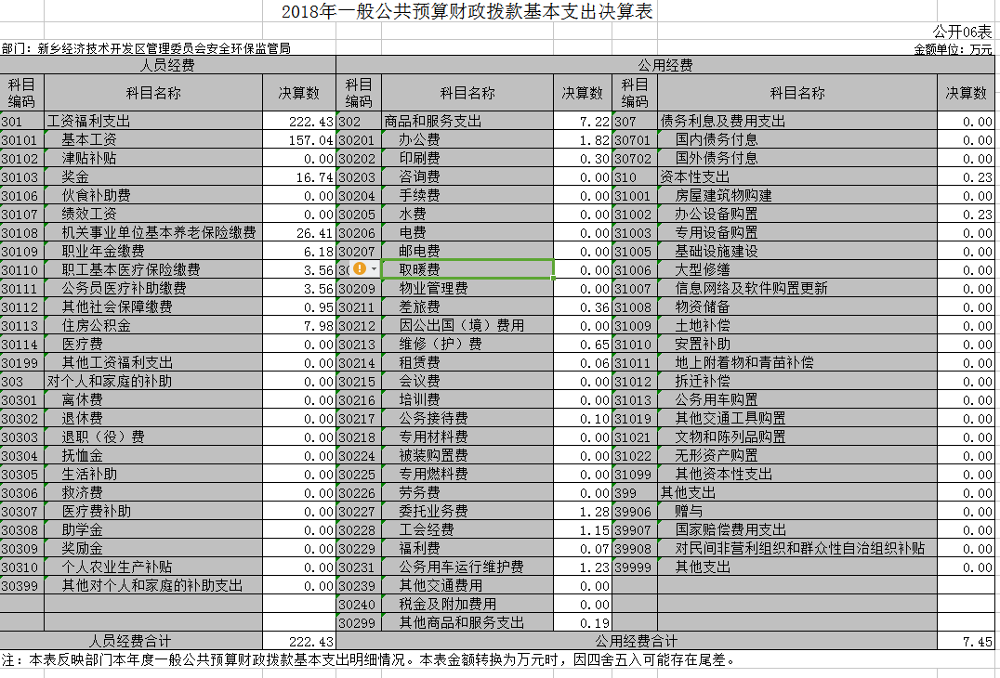 2018年一般公共预算财政拨款基本支出决算表
公开06表
部门：新乡经济技术开发区管理委员会安全环保监管局 金额单位：万元
人员经费 公用经费
科目编码 科目名称 决算数 科目编码 科目名称 决算数 科目编码 科目名称 决算数
301 工资福利支出 222.43 302 商品和服务支出 7.22 307 债务利息及费用支出 0.00
30101 基本工资 157.04 30201 办公费 1.82 30701 国内债务付息 0.00
30102 津贴补贴 0.00 30202 印刷费 0.30 30702 国外债务付息 0.00
30103 奖金 16.74 30203 咨询费 0.00 310 资本性支出 0.23
30106 伙食补助费 0.00 30204 手续费 0.00 31001 房屋建筑物购建 0.00
30107 绩效工资 0.00 30205 水费 0.00 31002 办公设备购置 0.23
30108 机关事业单位基本养老保险缴费 26.41 30206 电费 0.00 31003 专用设备购置 0.00
30109 职业年金缴费 6.18 30207 邮电费 0.00 31005 基础设施建设 0.00
30110 职工基本医疗保险缴费 3.56 取暖费 0.00 31006 大型修缮 0.00
30111 公务员医疗补助缴费 3.56 30209 物业管理费 0.00 31007 信息网络及软件购置更新 0.00
30112 其他社会保障缴费 0.95 30211 差旅费 0.36 31008 物资储备 0.00
30113 住房公积金 7.98 30212 因公出国（境）费用 0.00 31009 土地补偿 0.00
30114 医疗费 0.00 30213 维修（护）费 0.65 31010 安置补助 0.00
30199 其他工资福利支出 0.00 30214 租赁费 0.06 31011 地上附着物和青苗补偿 0.00
303 对个人和家庭的补助 0.00 30215 会议费 0.00 31012 拆迁补偿 0.00
30301 离休费 0.00 30216 培训费 0.00 31013 公务用车购置 0.00
30302 退休费 0.00 30217 公务接待费 0.10 31019 其他交通工具购置 0.00
30303 退职（役）费 0.00 30218 专用材料费 0.00 31021 文物和陈列品购置 0.00
30304 抚恤金 0.00 30224 被装购置费 0.00 31022 无形资产购置 0.00
30305 生活补助 0.00 30225 专用燃料费 0.00 31099 其他资本性支出 0.00
30306 救济费 0.00 30226 劳务费 0.00 399 其他支出 0.00
30307 医疗费补助 0.00 30227 委托业务费 1.28 39906 赠与 0.00
30308 助学金 0.00 30228 工会经费 1.15 39907 国家赔偿费用支出 0.00
30309 奖励金 0.00 30229 福利费 0.07 39908 对民间非营利组织和群众性自治组织补贴 0.00
30310 个人农业生产补贴 0.00 30231 公务用车运行维护费 1.23 39999 其他支出 0.00
30399 其他对个人和家庭的补助支出 0.00 30239 其他交通费用 0.00
30240 税金及附加费用 0.00
30299 其他商品和服务支出 0.19
人员经费合计 222.43 公用经费合计 7.45
注：本表反映部门本年度一般公共预算财政拨款基本支出明细情况。本表金额转换为万元时，因四舍五入可能存在尾差。